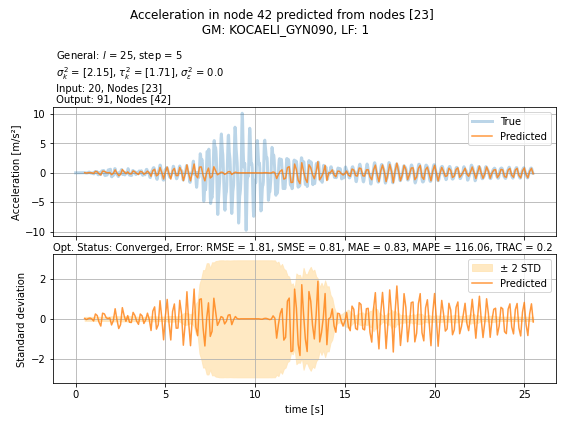 Acceleration in node 42 predicted from nodes [23]
GM: KOCAELI_GYN090, LF: 1
General: l = 25, step = 5
σ²ₖ = [2.15], τ²ₖ = [1.71], σ²ε = 0.0
Input: 20, Nodes [23]
Output: 91, Nodes [42]
Acceleration [m/s²]
10
5
0
−5
−10
True
Predicted
Opt. Status: Converged, Error: RMSE = 1.81, SMSE = 0.81, MAE = 0.83, MAPE = 116.06, TRAC = 0.2
Standard deviation
2
0
−2
± 2 STD
Predicted
0 5 10 15 20 25
time [s]